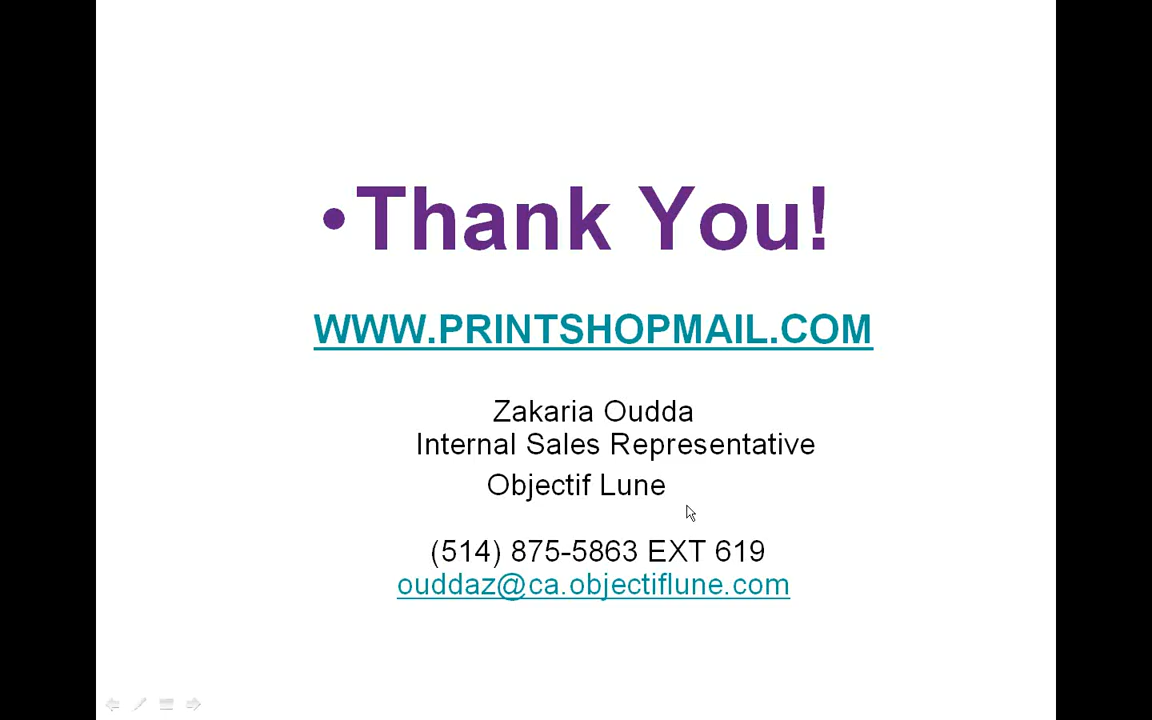 •Thank You!
WWW.PRINTSHOPMAIL.COM
Zakaria Oudda
Internal Sales Representative
Objectif Lune
(514) 875-5863 EXT 619
ouddaz@ca.objectiflune.com